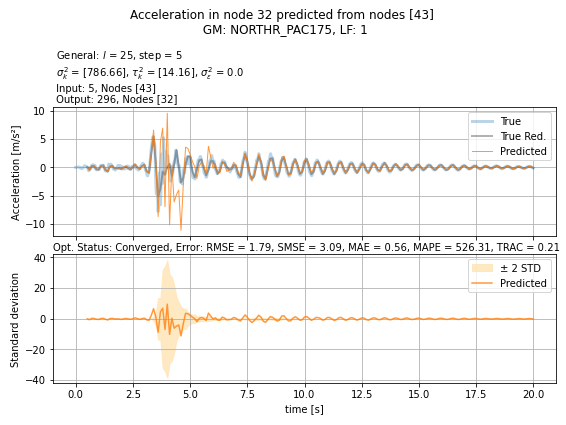 Acceleration in node 32 predicted from nodes [43]
GM: NORTHR_PAC175, LF: 1
General: l = 25, step = 5
σ²ₖ = [786.66], τ²ₖ = [14.16], σ²ε = 0.0
Input: 5, Nodes [43]
Output: 296, Nodes [32]
10
5
0
−5
−10
Acceleration [m/s²]
True
True Red.
Predicted
Opt. Status: Converged, Error: RMSE = 1.79, SMSE = 3.09, MAE = 0.56, MAPE = 526.31, TRAC = 0.21
40
20
0
−20
−40
Standard deviation
± 2 STD
Predicted
0.0 2.5 5.0 7.5 10.0 12.5 15.0 17.5 20.0
time [s]